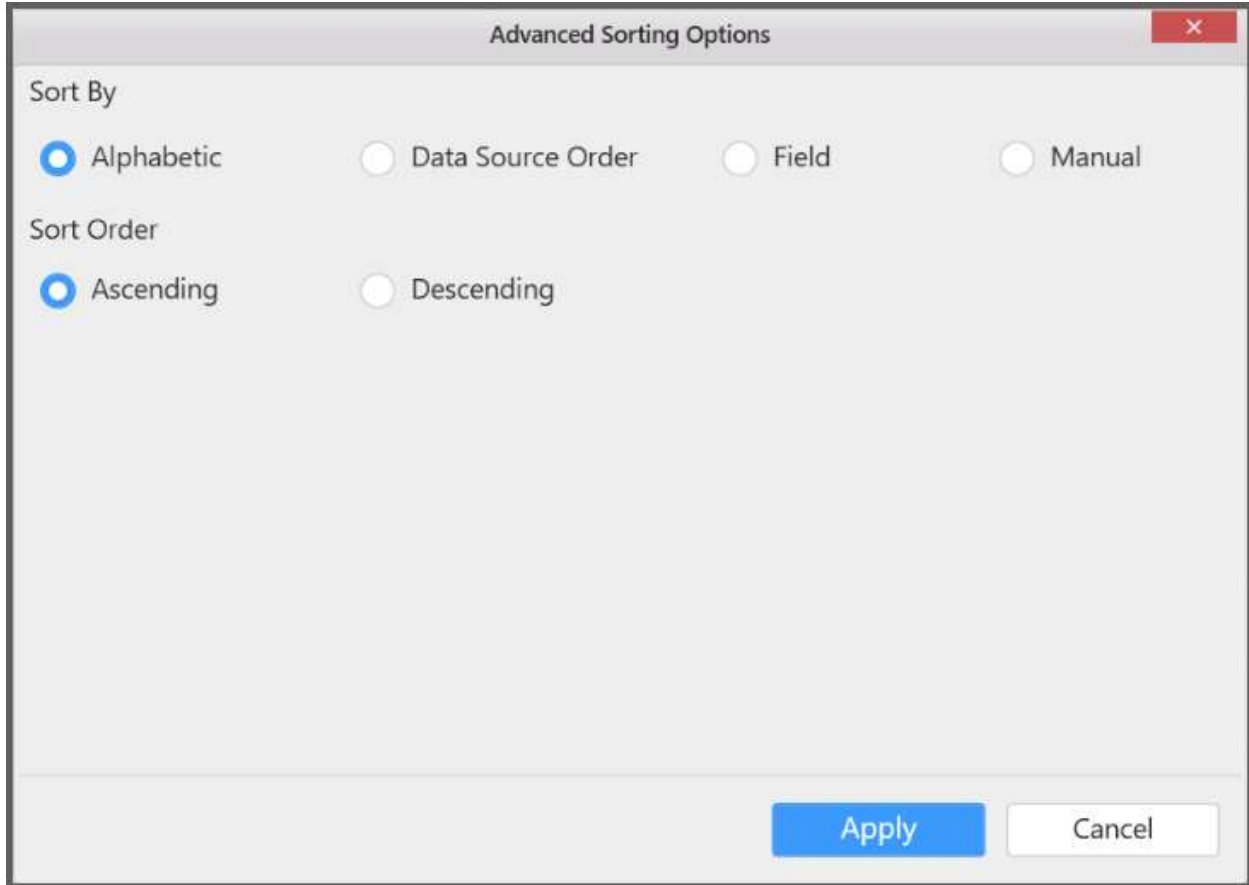 Advanced Sorting Options
Sort By
Alphabetic Data Source Order Field Manual
Sort Order
Ascending Descending
Apply Cancel